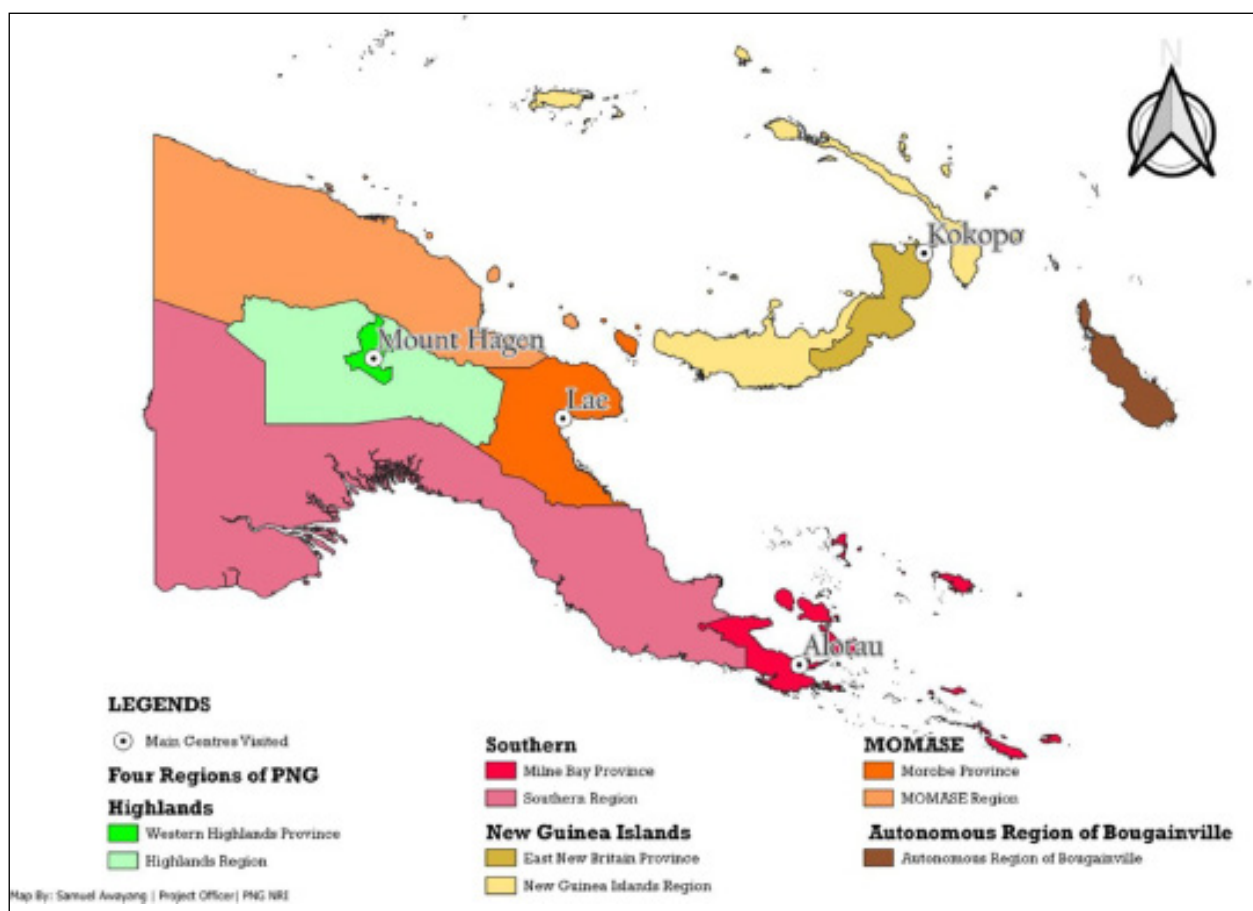 N
Kokopo
Mount Hagen
Lae
Alotau
LEGENDS
Main Centres Visited
Four Regions of PNG
Highlands
Western Highlands Province
Highlands Region
Southern
Milne Bay Province
Southern Region
New Guinea Islands
East New Britain Province
New Guinea Islands Region
MOMASE
Morobe Province
MOMASE Region
Autonomous Region of Bougainville
Autonomous Region of Bougainville
Map By: Samuel Awayang | Project Officer| PNG NRI